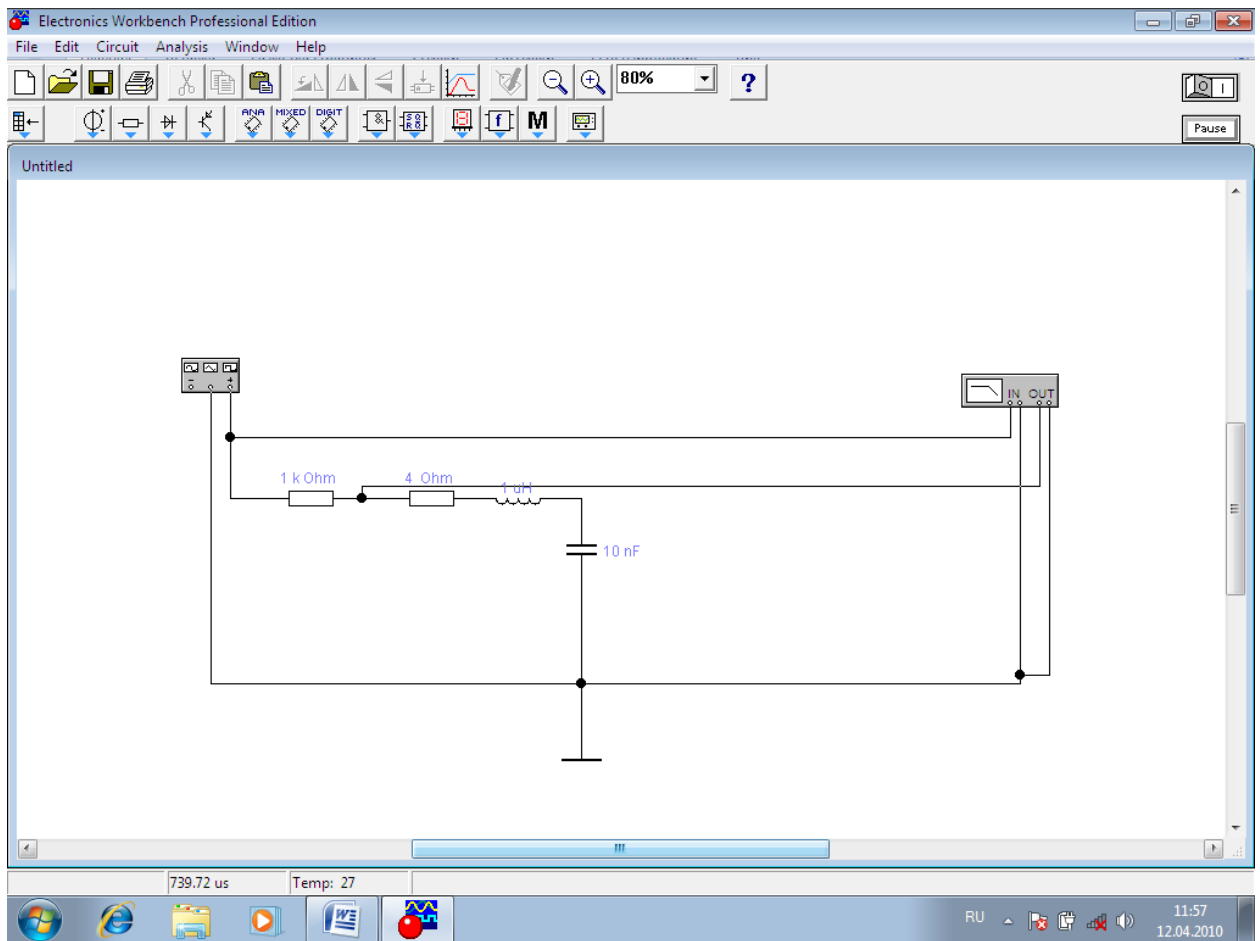 Electronics Workbench Professional Edition
File Edit Circuit Analysis Window Help
80%
?
ANA MIXED DIGIT
M
Pause
Untitled
IN OUT
1 k Ohm 4 Ohm 1 uH
10 nF
739.72 us Temp: 27
RU 11:57
12.04.2010